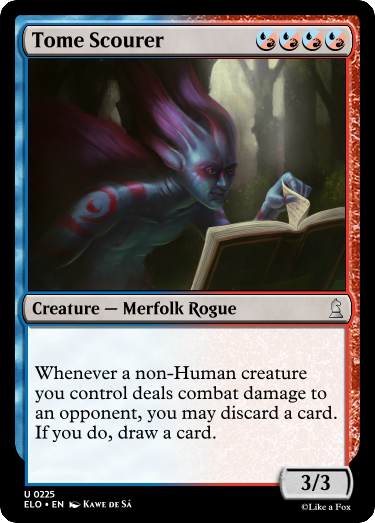 Tome Scourer
Creature — Merfolk Rogue
Whenever a non-Human creature
you control deals combat damage to
an opponent, you may discard a card.
If you do, draw a card.
3/3
U 0225
ELO • EN Kawe de Sá
©Like a Fox